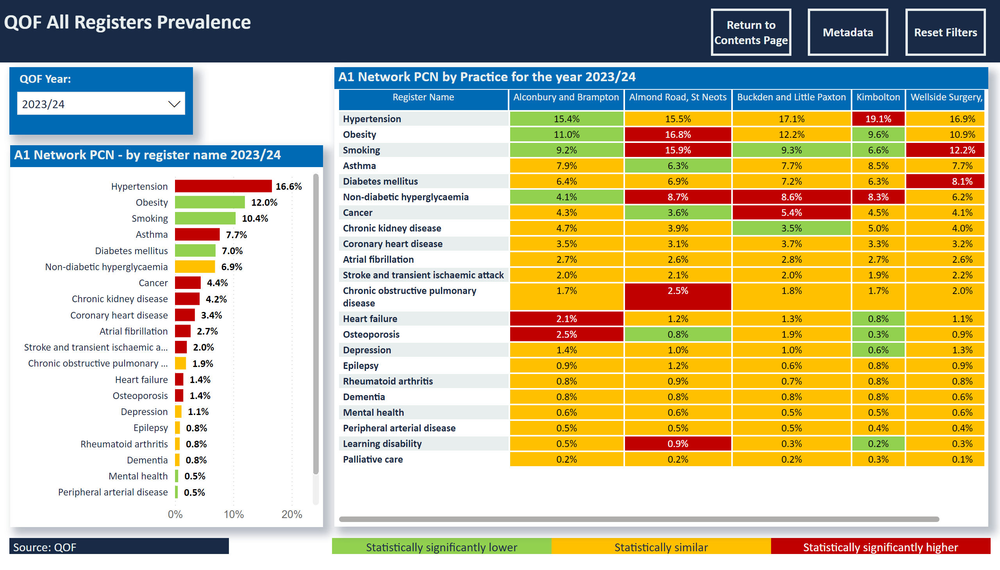 QOF All Registers Prevalence
Return to
Contents Page
Metadata
Reset Filters
QOF Year:
2023/24
A1 Network PCN - by register name 2023/24
Hypertension 16.6%
Obesity 12.0%
Smoking 10.4%
Asthma 7.7%
Diabetes mellitus 7.0%
Non-diabetic hyperglycaemia 6.9%
Cancer 4.4%
Chronic kidney disease 4.2%
Coronary heart disease 3.4%
Atrial fibrillation 2.7%
Stroke and transient ischaemic a... 2.0%
Chronic obstructive pulmonary ... 1.9%
Heart failure 1.4%
Osteoporosis 1.4%
Depression 1.1%
Epilepsy 0.8%
Rheumatoid arthritis 0.8%
Dementia 0.8%
Mental health 0.5%
Peripheral arterial disease 0.5%
0% 10% 20%
A1 Network PCN by Practice for the year 2023/24
Register Name Alconbury and Brampton Almond Road, St Neots Buckden and Little Paxton Kimbolton Wellside Surgery,
Hypertension 15.4% 15.5% 17.1% 19.1% 16.9%
Obesity 11.0% 16.8% 12.2% 9.6% 10.9%
Smoking 9.2% 15.9% 9.3% 6.6% 12.2%
Asthma 7.9% 6.3% 7.7% 8.5% 7.7%
Diabetes mellitus 6.4% 6.9% 7.2% 6.3% 8.1%
Non-diabetic hyperglycaemia 4.1% 8.7% 8.6% 8.3% 6.2%
Cancer 4.3% 3.6% 5.4% 4.5% 4.1%
Chronic kidney disease 4.7% 3.9% 3.5% 5.0% 4.0%
Coronary heart disease 3.5% 3.1% 3.7% 3.3% 3.2%
Atrial fibrillation 2.7% 2.6% 2.8% 2.7% 2.6%
Stroke and transient ischaemic attack 2.0% 2.1% 2.0% 1.9% 2.2%
Chronic obstructive pulmonary 1.7% 2.5% 1.8% 1.7% 2.0%
disease
Heart failure 2.1% 1.2% 1.3% 0.8% 1.1%
Osteoporosis 2.5% 0.8% 1.9% 0.3% 0.9%
Depression 1.4% 1.0% 1.0% 0.6% 1.3%
Epilepsy 0.9% 1.2% 0.6% 0.8% 0.9%
Rheumatoid arthritis 0.8% 0.9% 0.7% 0.8% 0.8%
Dementia 0.8% 0.8% 0.8% 0.8% 0.6%
Mental health 0.6% 0.6% 0.5% 0.5% 0.6%
Peripheral arterial disease 0.5% 0.5% 0.5% 0.4% 0.4%
Learning disability 0.5% 0.9% 0.3% 0.2% 0.3%
Palliative care 0.2% 0.2% 0.2% 0.3% 0.1%
Source: QOF
Statistically significantly lower Statistically similar Statistically significantly higher